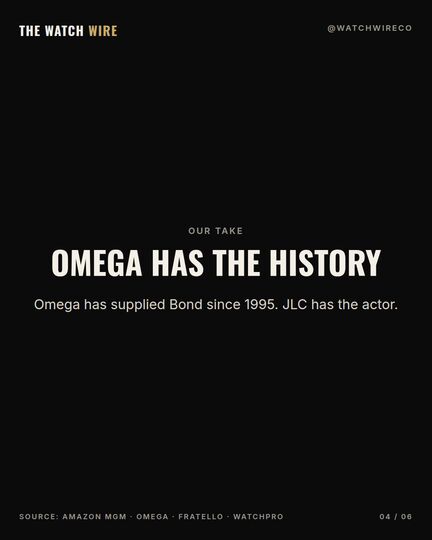 THE WATCH WIRE
@WATCHWIRECO
OUR TAKE
OMEGA HAS THE HISTORY
Omega has supplied Bond since 1995. JLC has the actor.
SOURCE: AMAZON MGM · OMEGA · FRATELLO · WATCHPRO
04 / 06